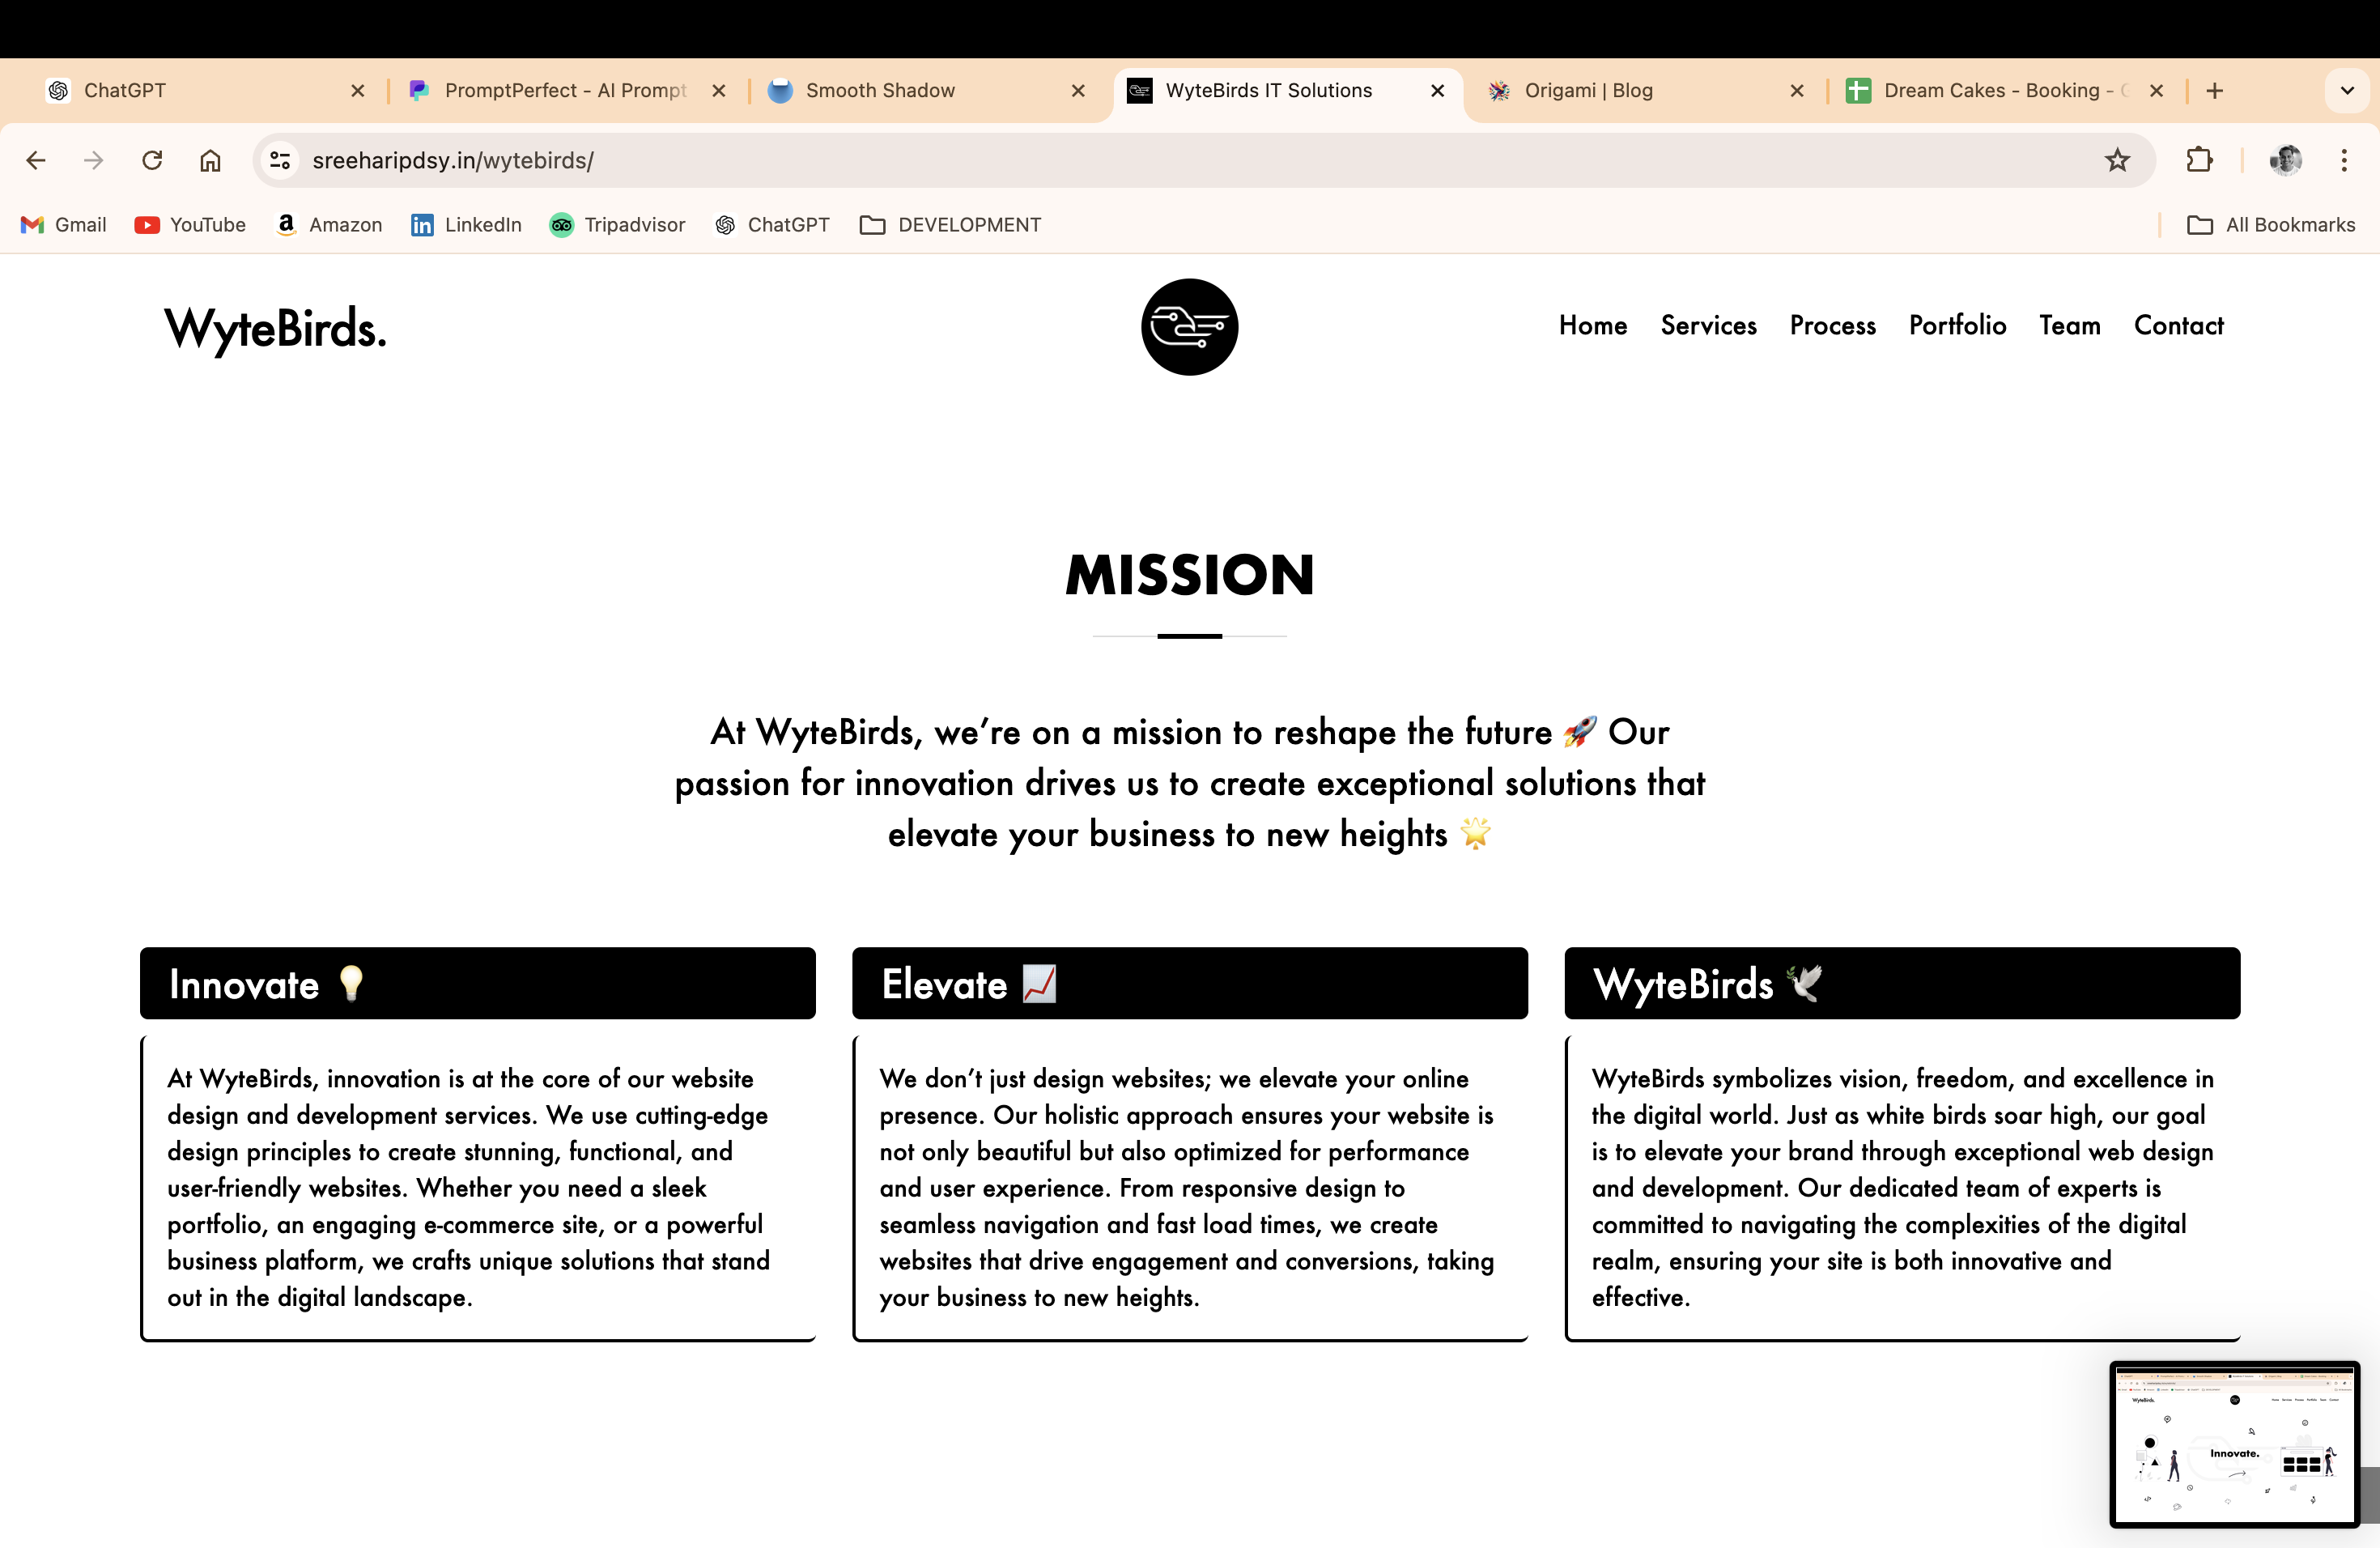 ChatGPT
PromptPerfect - AI Prompt
Smooth Shadow
WyteBirds IT Solutions
Origami | Blog
Dream Cakes - Booking -
sreeharipdsy.in/wytebirds/
Gmail
YouTube
Amazon
LinkedIn
Tripadvisor
ChatGPT
DEVELOPMENT
All Bookmarks
WyteBirds.
Home
Services
Process
Portfolio
Team
Contact
MISSION
At WyteBirds, we’re on a mission to reshape the future 🚀 Our
passion for innovation drives us to create exceptional solutions that
elevate your business to new heights 🌟
Innovate 💡
At WyteBirds, innovation is at the core of our website
design and development services. We use cutting-edge
design principles to create stunning, functional, and
user-friendly websites. Whether you need a sleek
portfolio, an engaging e-commerce site, or a powerful
business platform, we crafts unique solutions that stand
out in the digital landscape.
Elevate 📈
We don’t just design websites; we elevate your online
presence. Our holistic approach ensures your website is
not only beautiful but also optimized for performance
and user experience. From responsive design to
seamless navigation and fast load times, we create
websites that drive engagement and conversions, taking
your business to new heights.
WyteBirds 🕊️
WyteBirds symbolizes vision, freedom, and excellence in
the digital world. Just as white birds soar high, our goal
is to elevate your brand through exceptional web design
and development. Our dedicated team of experts is
committed to navigating the complexities of the digital
realm, ensuring your site is both innovative and
effective.
WyteBirds.
Innovate.